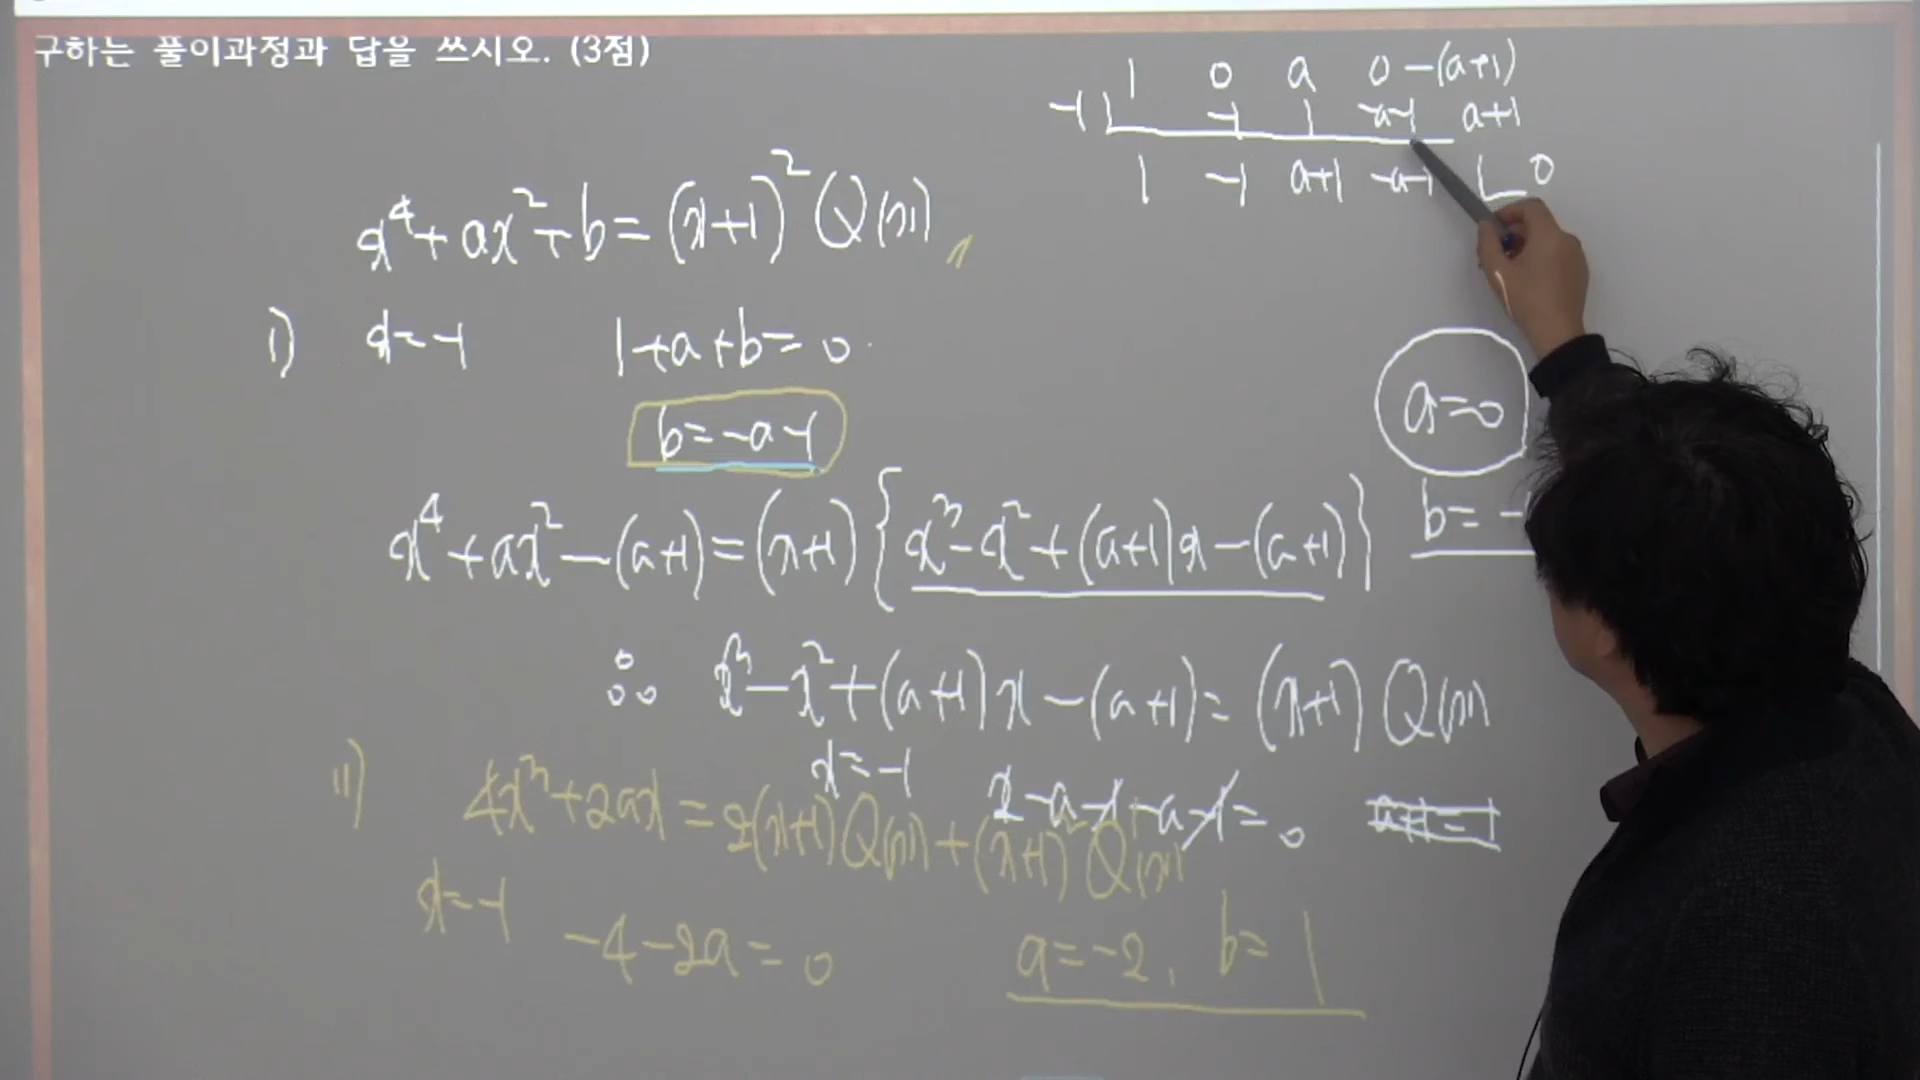 구하는 풀이과정과 답을 쓰시오. (3점)
1 0 a 0 -(a+1)
-1 -1 1 -a-1 a+1
1 -1 a+1 -a-1 0
x⁴+ax²+b=(x+1)²Q(x)
i) x=-1 1+a+b=0
b=-a-1
a=0
x⁴+ax²-(a+1)=(x+1){x³-x²+(a+1)x-(a+1)}
b=-
∴ x³-x²+(a+1)x-(a+1)=(x+1)Q(x)
x=-1 -a-1-a-1=0
ii) 4x³+2ax=2(x+1)Q(x)+(x+1)²Q'(x)
x=-1 -4-2a=0 a=-2, b=1